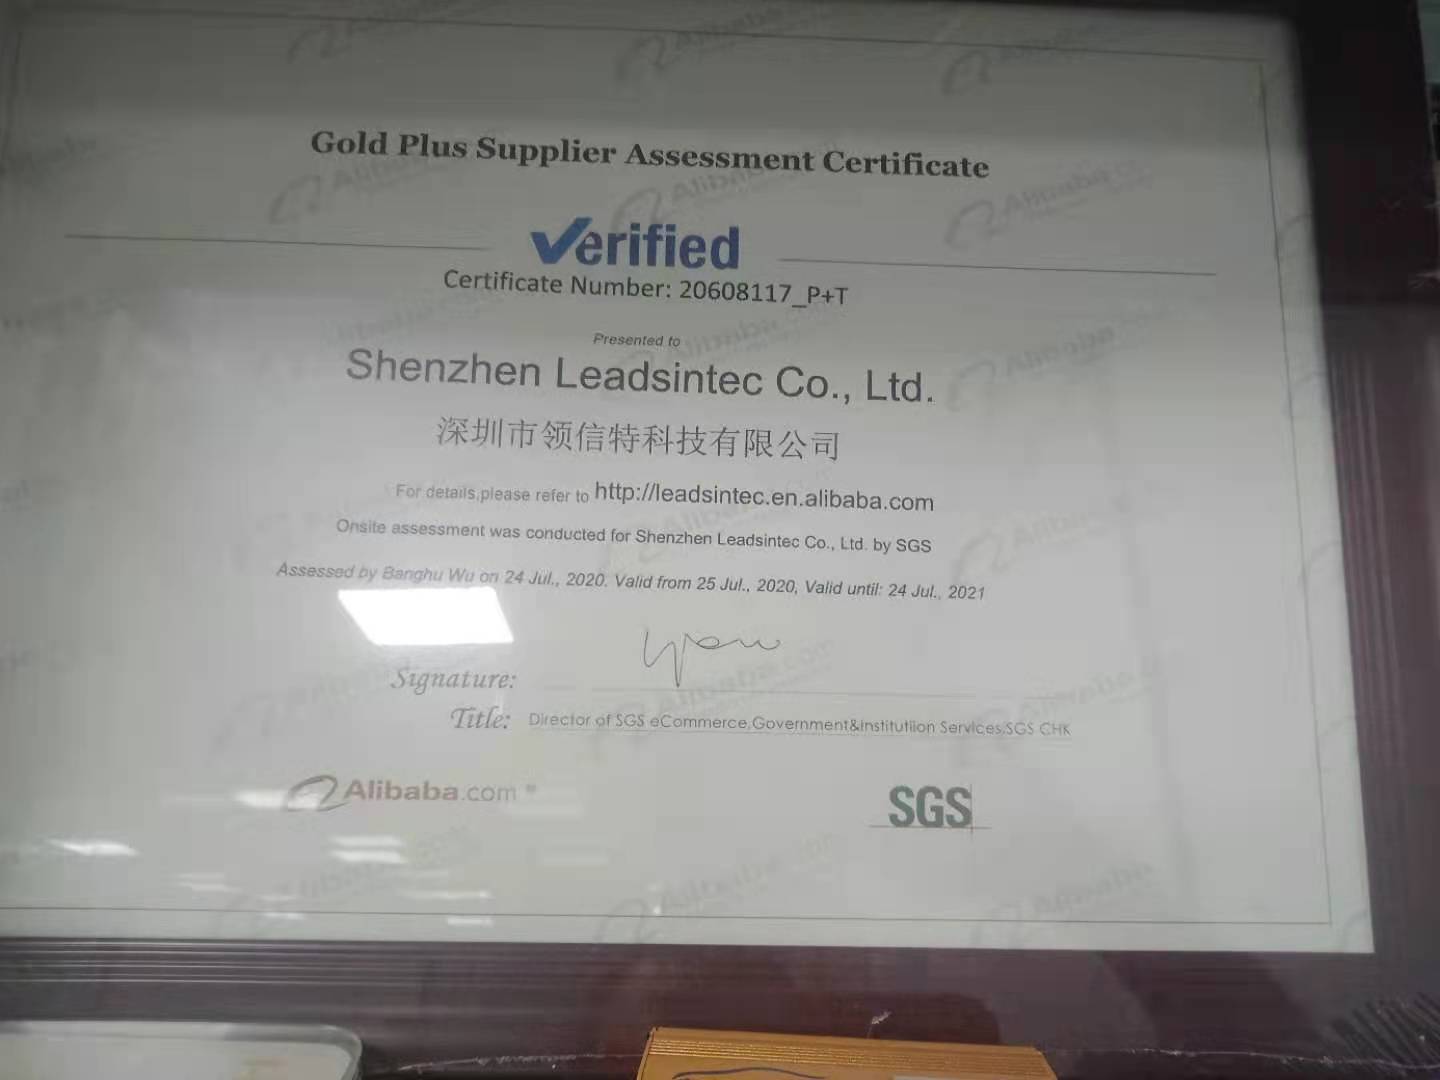 Gold Plus Supplier Assessment Certificate
Verified
Certificate Number: 20608117_P+T
Presented to
Shenzhen Leadsintec Co., Ltd.
深圳市领信特科技有限公司
For details,please refer to http://leadsintec.en.alibaba.com
Onsite assessment was conducted for Shenzhen Leadsintec Co., Ltd. by SGS
Assessed by Banghu Wu on 24 Jul., 2020. Valid from 25 Jul., 2020, Valid until: 24 Jul., 2021
Signature:
Title: Director of SGS eCommerce,Government&Institutiion Services,SGS CHK
Alibaba.com
SGS